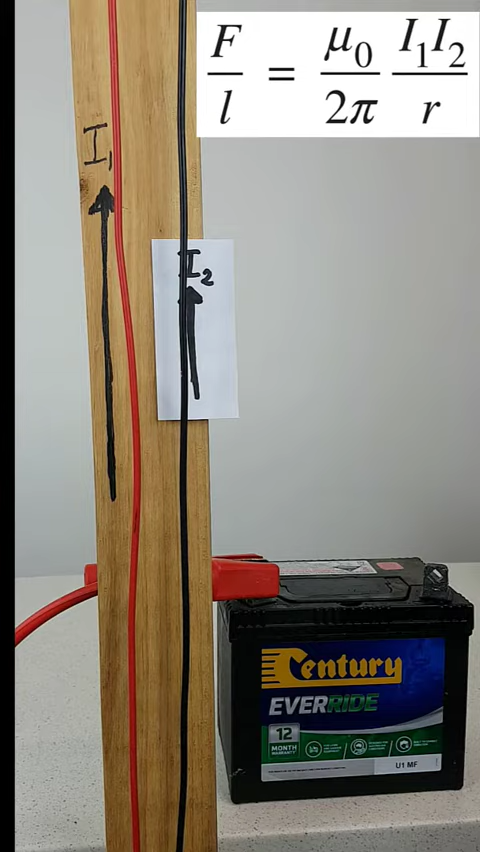 F/l = μ₀/2π I₁I₂/r
I₁
I₂
Century
EVERRIDE
12
MONTH
WARRANTY
U1 MF